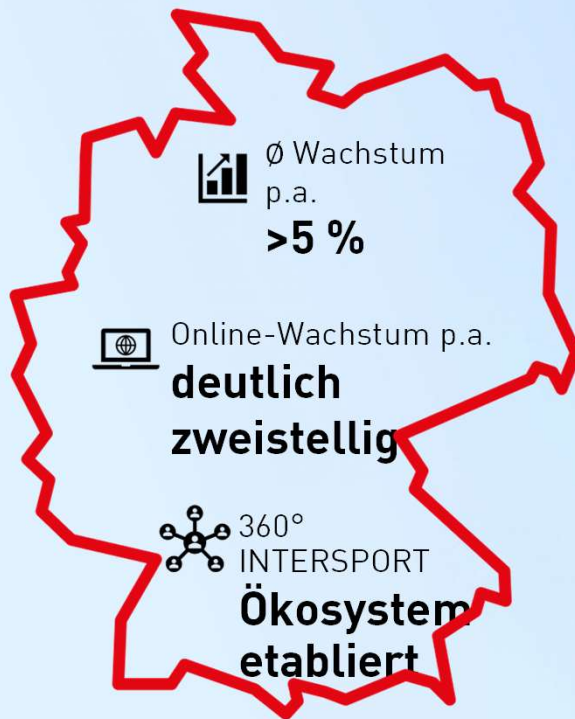 Ø Wachstum
p.a.
>5 %
Online-Wachstum p.a.
deutlich
zweistellig
360°
INTERSPORT
Ökosystem
etabliert